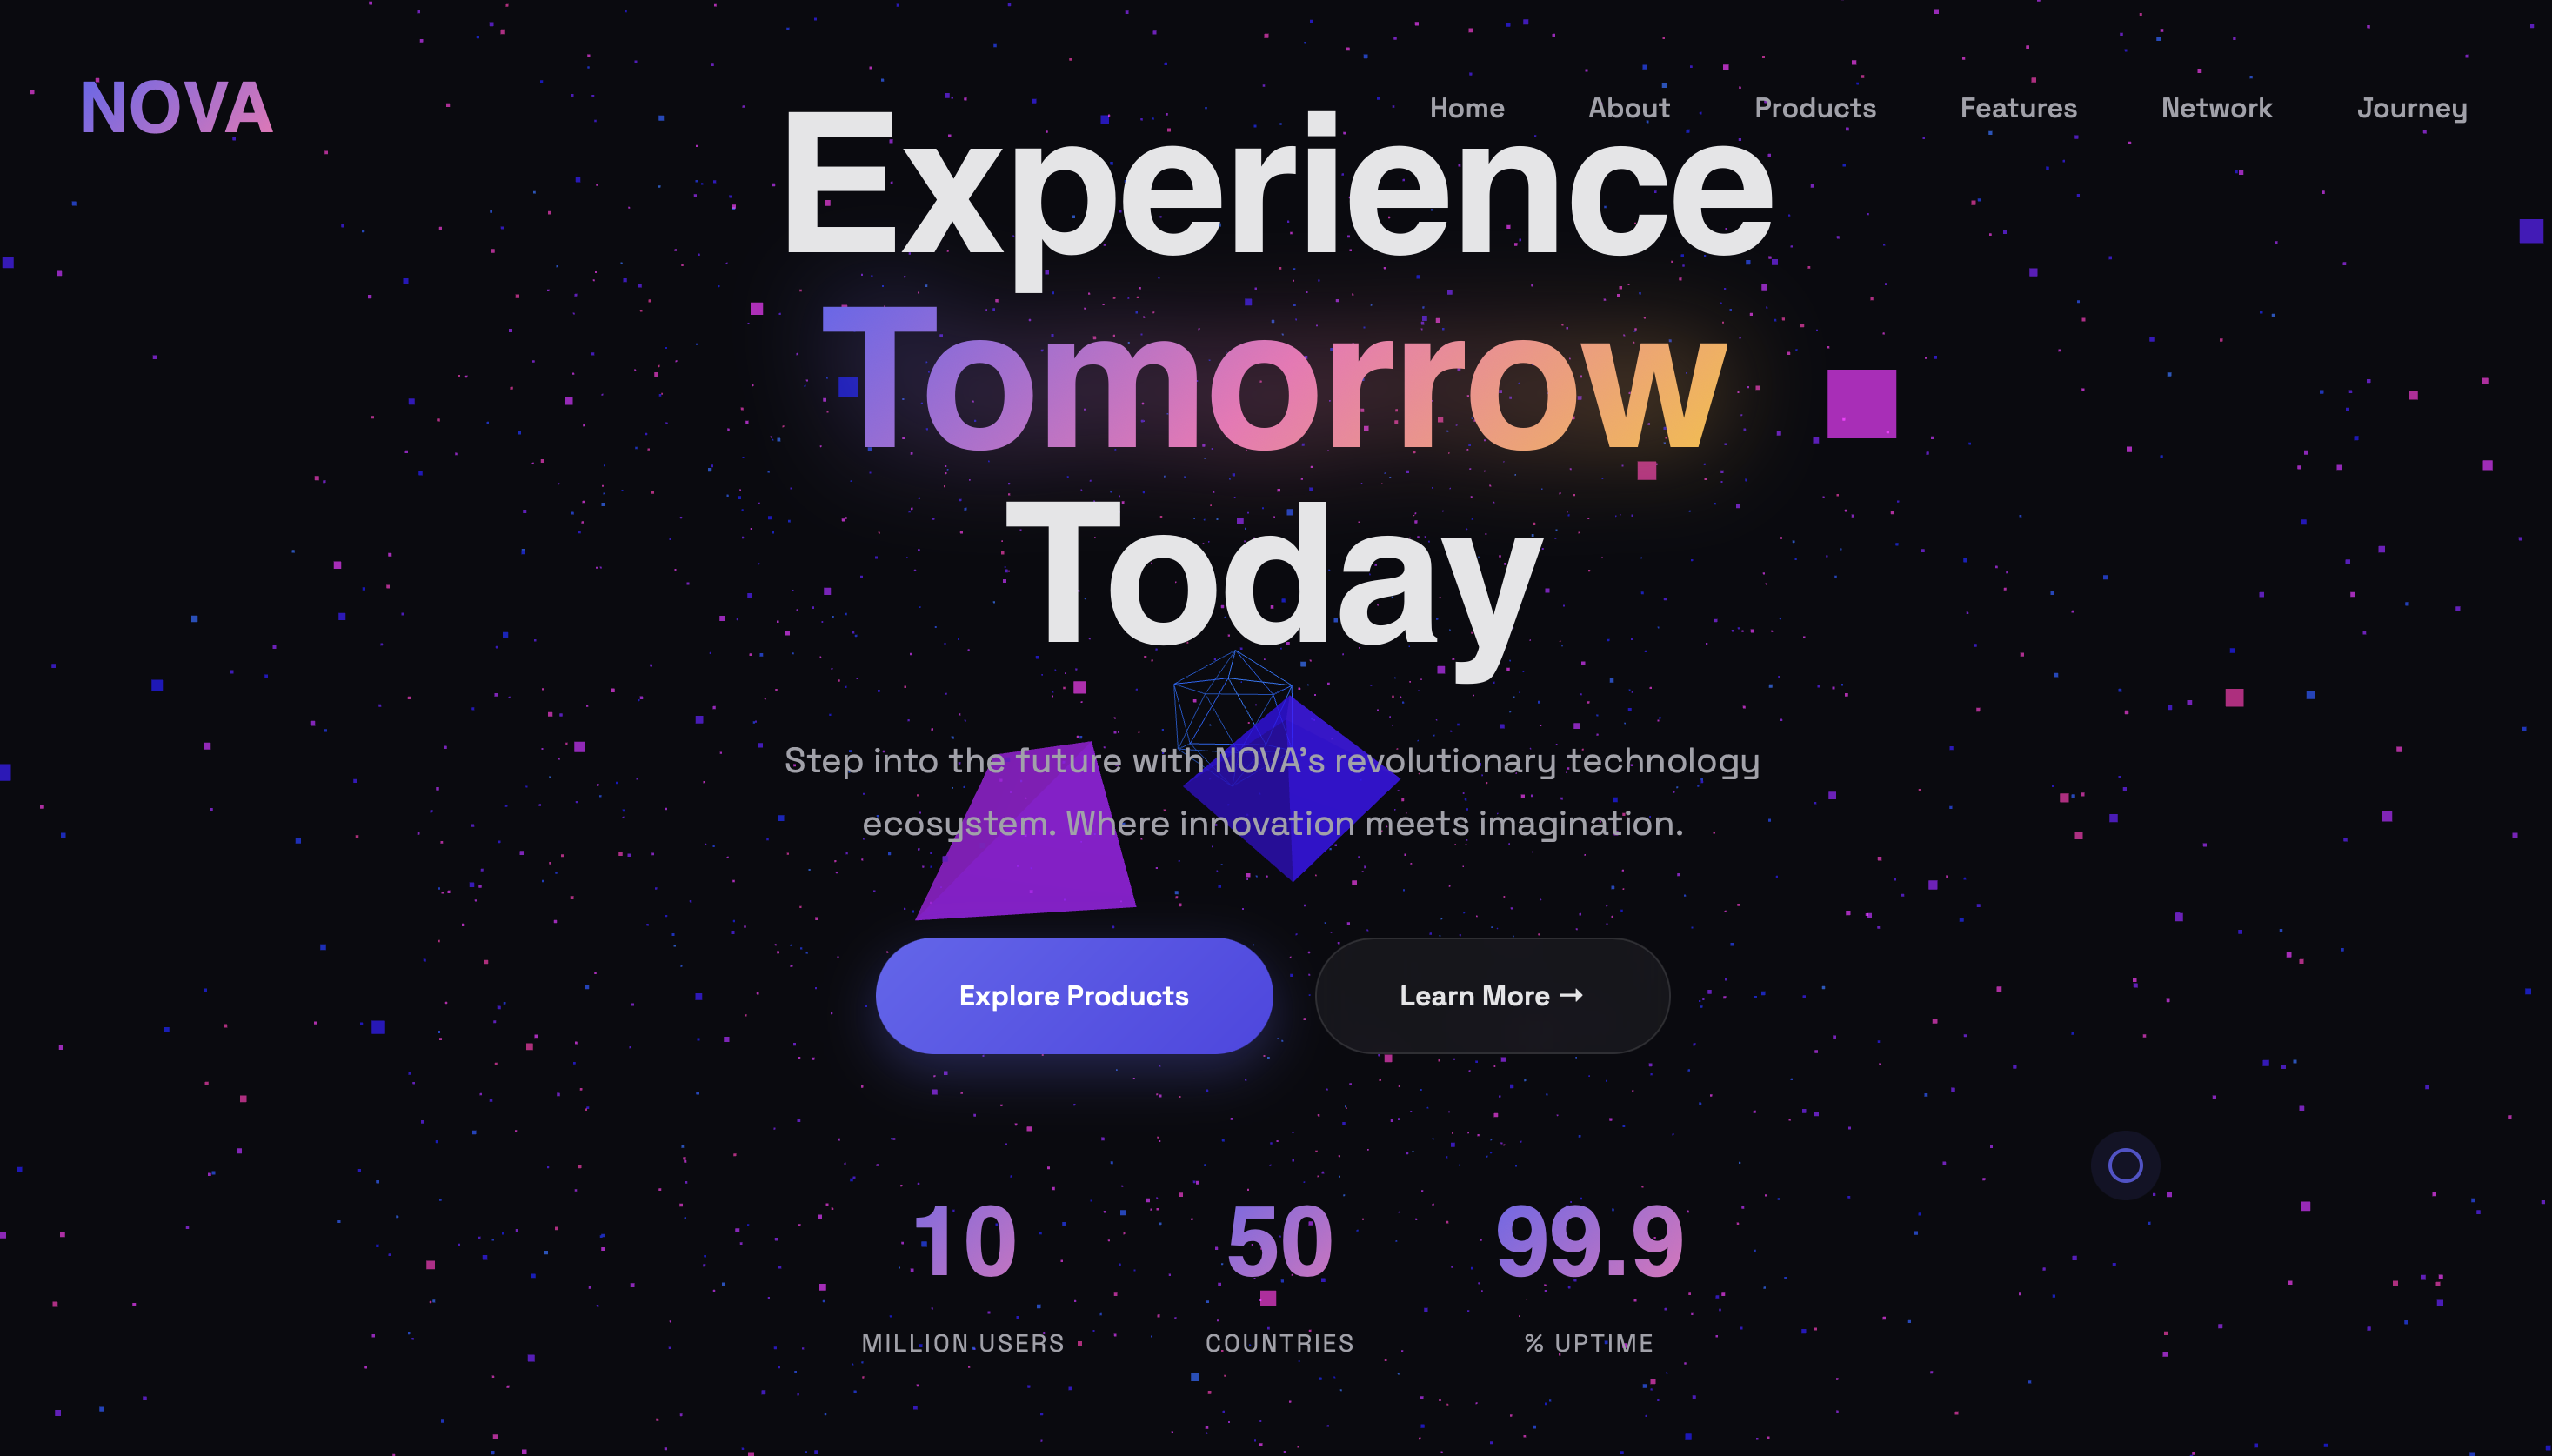 NOVA
Home About Products Features Network Journey
Experience
Tomorrow
Today
Step into the future with NOVA's revolutionary technology
ecosystem. Where innovation meets imagination.
Explore Products Learn More →
10 50 99.9
MILLION USERS COUNTRIES % UPTIME